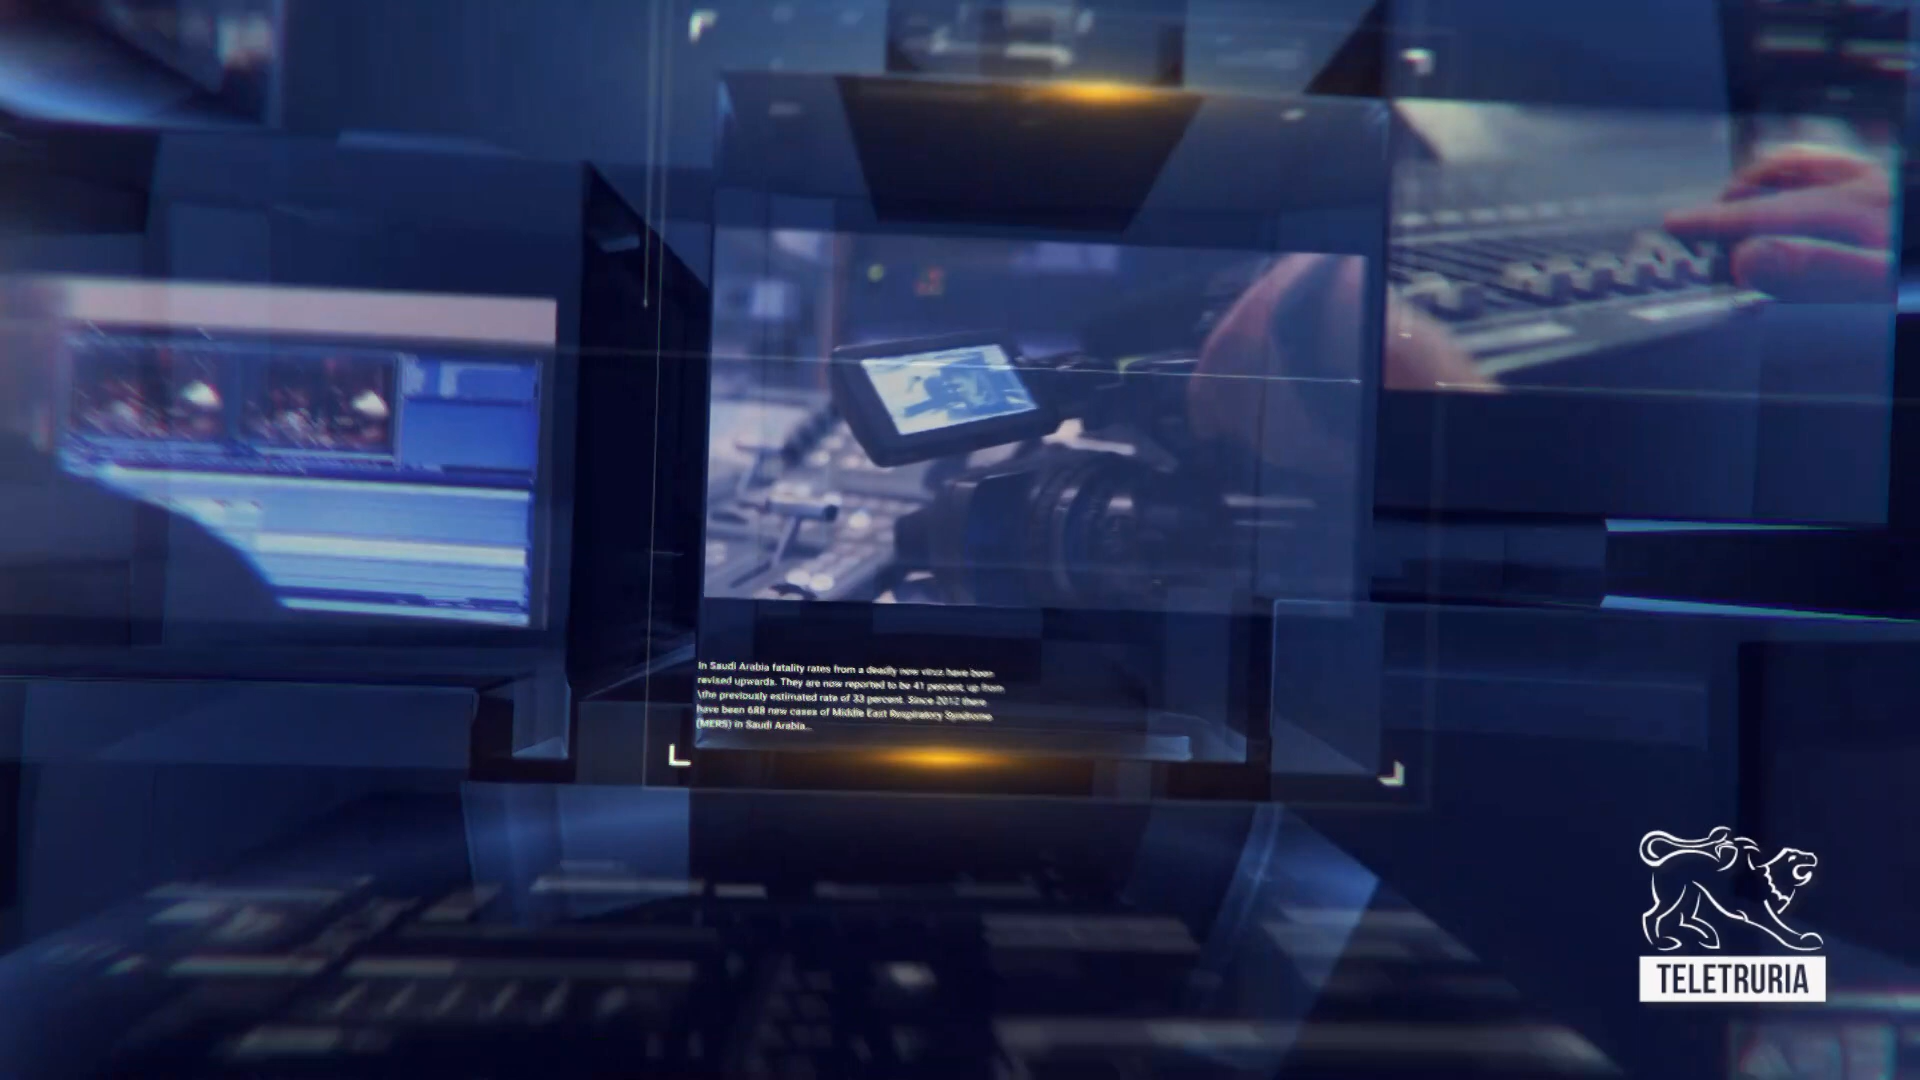 In Saudi Arabia fatality rates from a deadly new virus have been
revised upwards. They are now reported to be 41 percent, up from
\the previously estimated rate of 33 percent. Since 2012 there
have been 688 new cases of Middle East Respiratory Syndrome
(MERS) in Saudi Arabia...
TELETRURIA